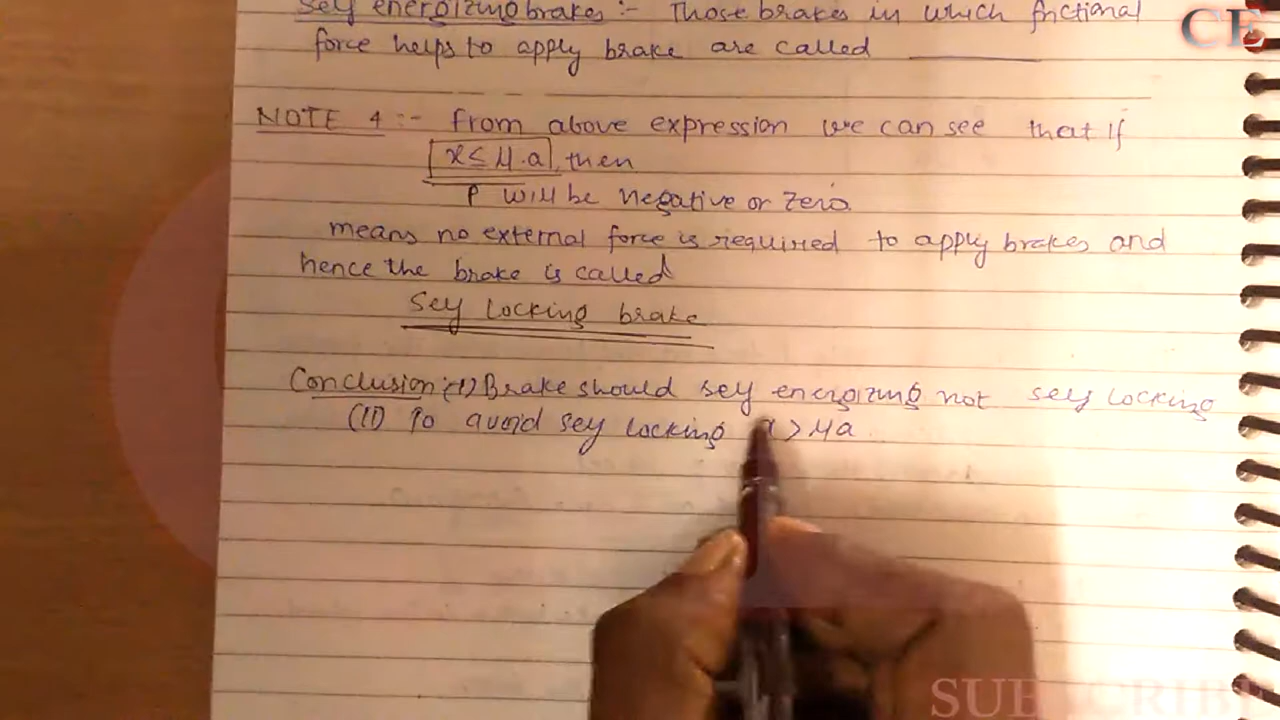 Self energizing brakes :- Those brakes in which frictional
force helps to apply brake are called
NOTE 4 :- from above expression we can see that if
x ≤ μ.a, then
P will be negative or zero.
means no external force is required to apply brakes and
hence the brake is called
Self locking brake
Conclusion :- (I) Brake should self energizing not self locking
(II) To avoid self locking x > μa.
CE
SUBSCRIBE